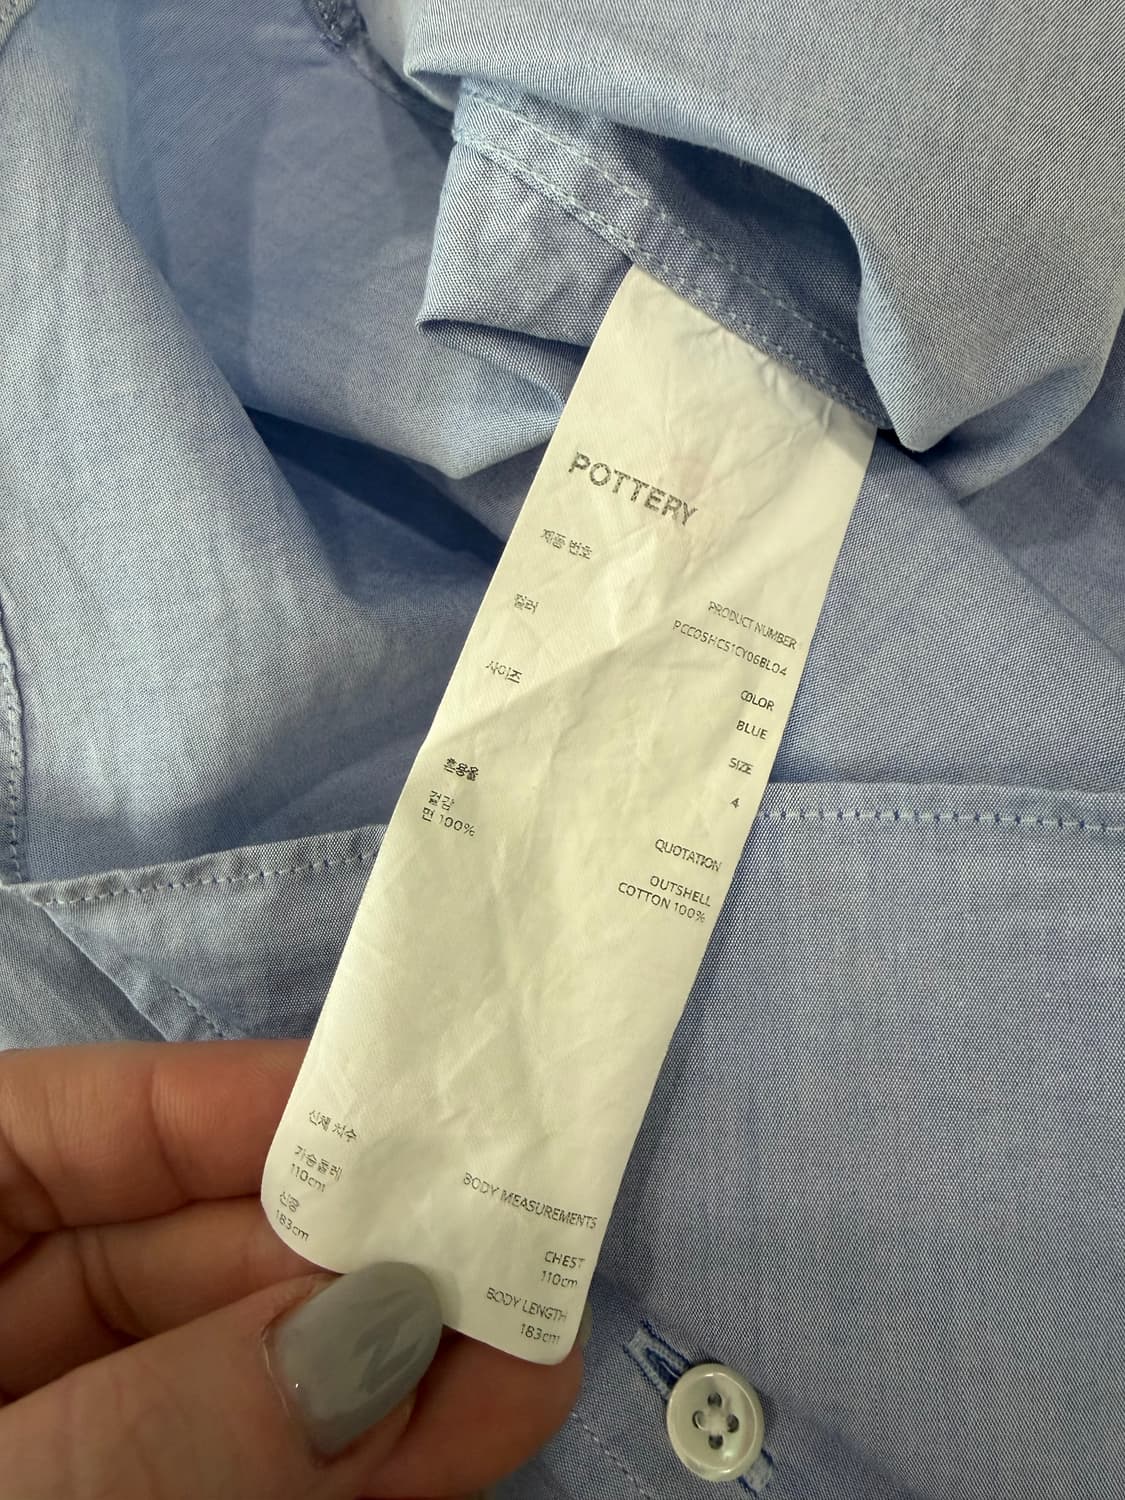 POTTERY
제품 번호
PRODUCT NUMBER
PCC05HCS1CY06BL04
컬러
COLOR
BLUE
사이즈
SIZE
4
혼용율
QUOTATION
겉감
면 100%
OUTSHELL
COTTON 100%
신체 치수
BODY MEASUREMENTS
가슴둘레
110cm
CHEST
110cm
신장
183cm
BODY LENGTH
183cm